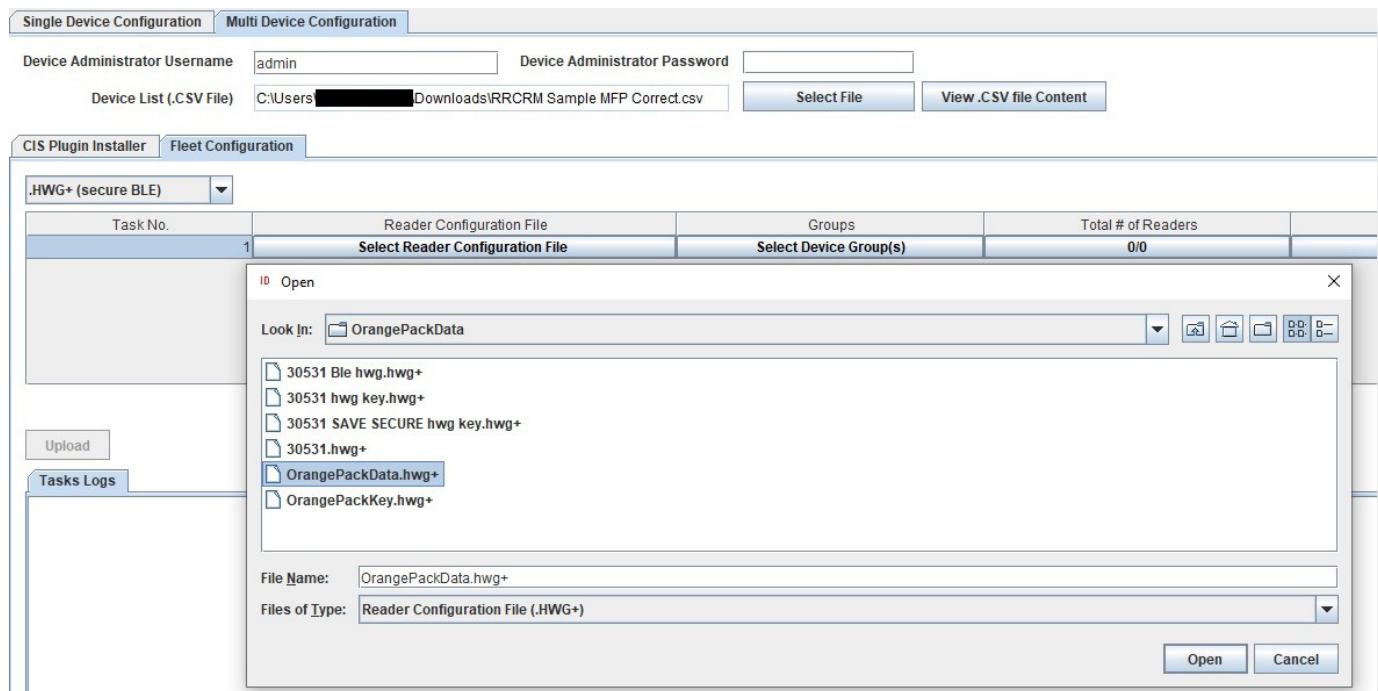 Single Device Configuration Multi Device Configuration
Device Administrator Username admin Device Administrator Password
Device List (.CSV File) C:\Users\ Downloads\RRCRM Sample MFP Correct.csv Select File View .CSV file Content
CIS Plugin Installer Fleet Configuration
.HWG+ (secure BLE)
Task No. Reader Configuration File Groups Total # of Readers
1 Select Reader Configuration File Select Device Group(s) 0/0
ID Open
Look In: OrangePackData
30531 Ble hwg.hwg+
30531 hwg key.hwg+
30531 SAVE SECURE hwg key.hwg+
30531.hwg+
OrangePackData.hwg+
OrangePackKey.hwg+
Upload
Tasks Logs
File Name: OrangePackData.hwg+
Files of Type: Reader Configuration File (.HWG+)
Open Cancel